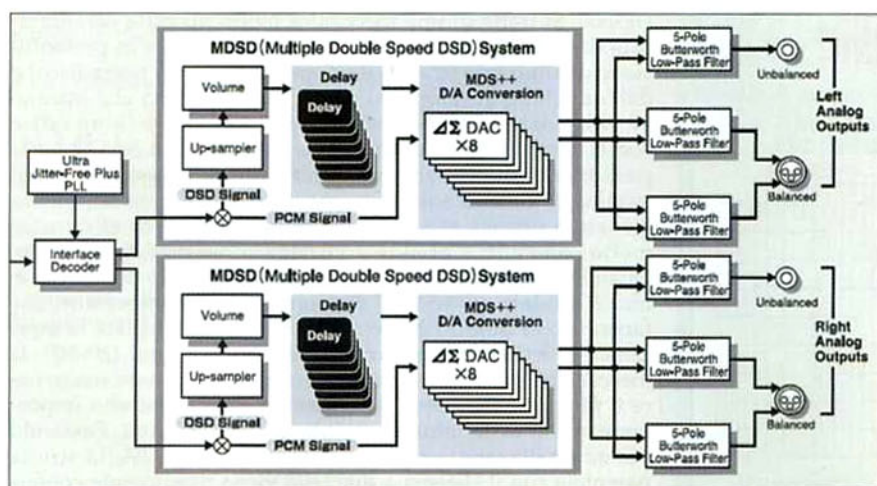 MDSD (Multiple Double Speed DSD) System
Volume
Delay
Delay
MDS++
D/A Conversion
ΔΣ DAC
×8
Up-sampler
DSD Signal
PCM Signal
Ultra
Jitter-Free Plus
PLL
Interface
Decoder
5-Pole
Butterworth
Low-Pass Filter
Unbalanced
5-Pole
Butterworth
Low-Pass Filter
Balanced
5-Pole
Butterworth
Low-Pass Filter
Left
Analog
Outputs
MDSD (Multiple Double Speed DSD) System
Volume
Delay
Delay
MDS++
D/A Conversion
ΔΣ DAC
×8
Up-sampler
DSD Signal
PCM Signal
5-Pole
Butterworth
Low-Pass Filter
Unbalanced
5-Pole
Butterworth
Low-Pass Filter
Balanced
5-Pole
Butterworth
Low-Pass Filter
Right
Analog
Outputs